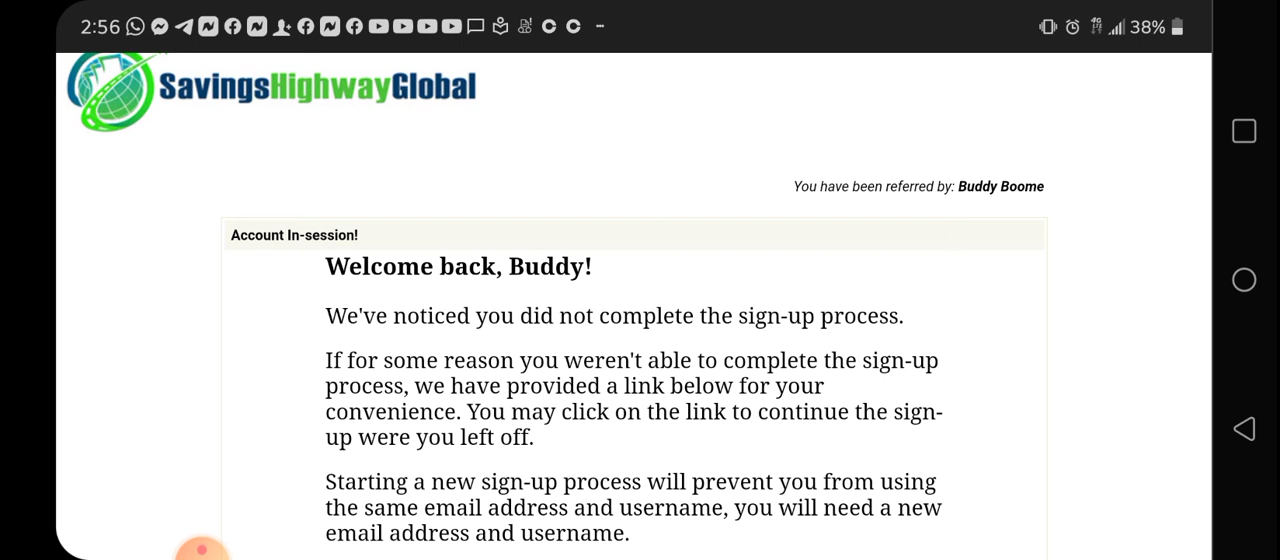 2:56 38%
SavingsHighwayGlobal
You have been referred by: Buddy Boome
Account In-session!
Welcome back, Buddy!
We've noticed you did not complete the sign-up process.
If for some reason you weren't able to complete the sign-up
process, we have provided a link below for your
convenience. You may click on the link to continue the sign-
up were you left off.
Starting a new sign-up process will prevent you from using
the same email address and username, you will need a new
email address and username.